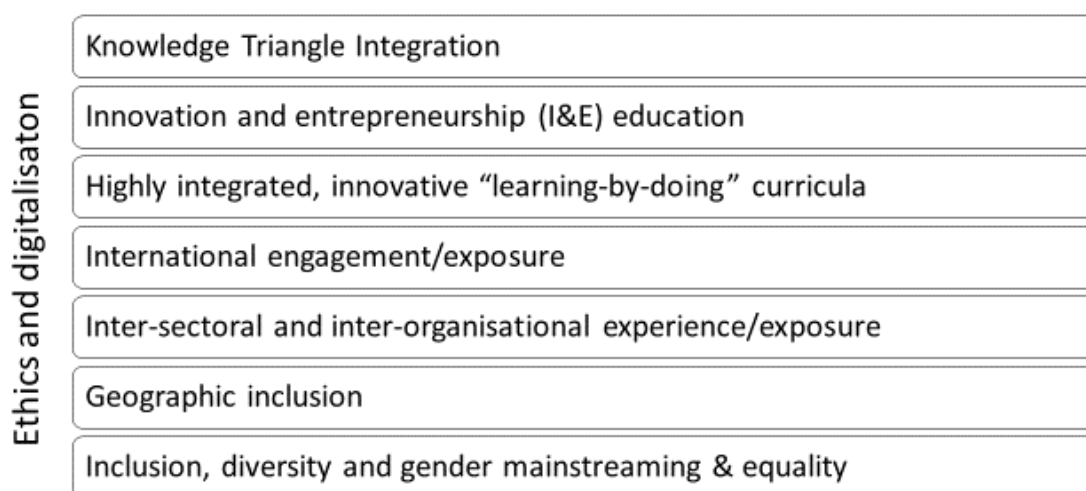 Ethics and digitalisaton
Knowledge Triangle Integration
Innovation and entrepreneurship (I&E) education
Highly integrated, innovative “learning-by-doing” curricula
International engagement/exposure
Inter-sectoral and inter-organisational experience/exposure
Geographic inclusion
Inclusion, diversity and gender mainstreaming & equality